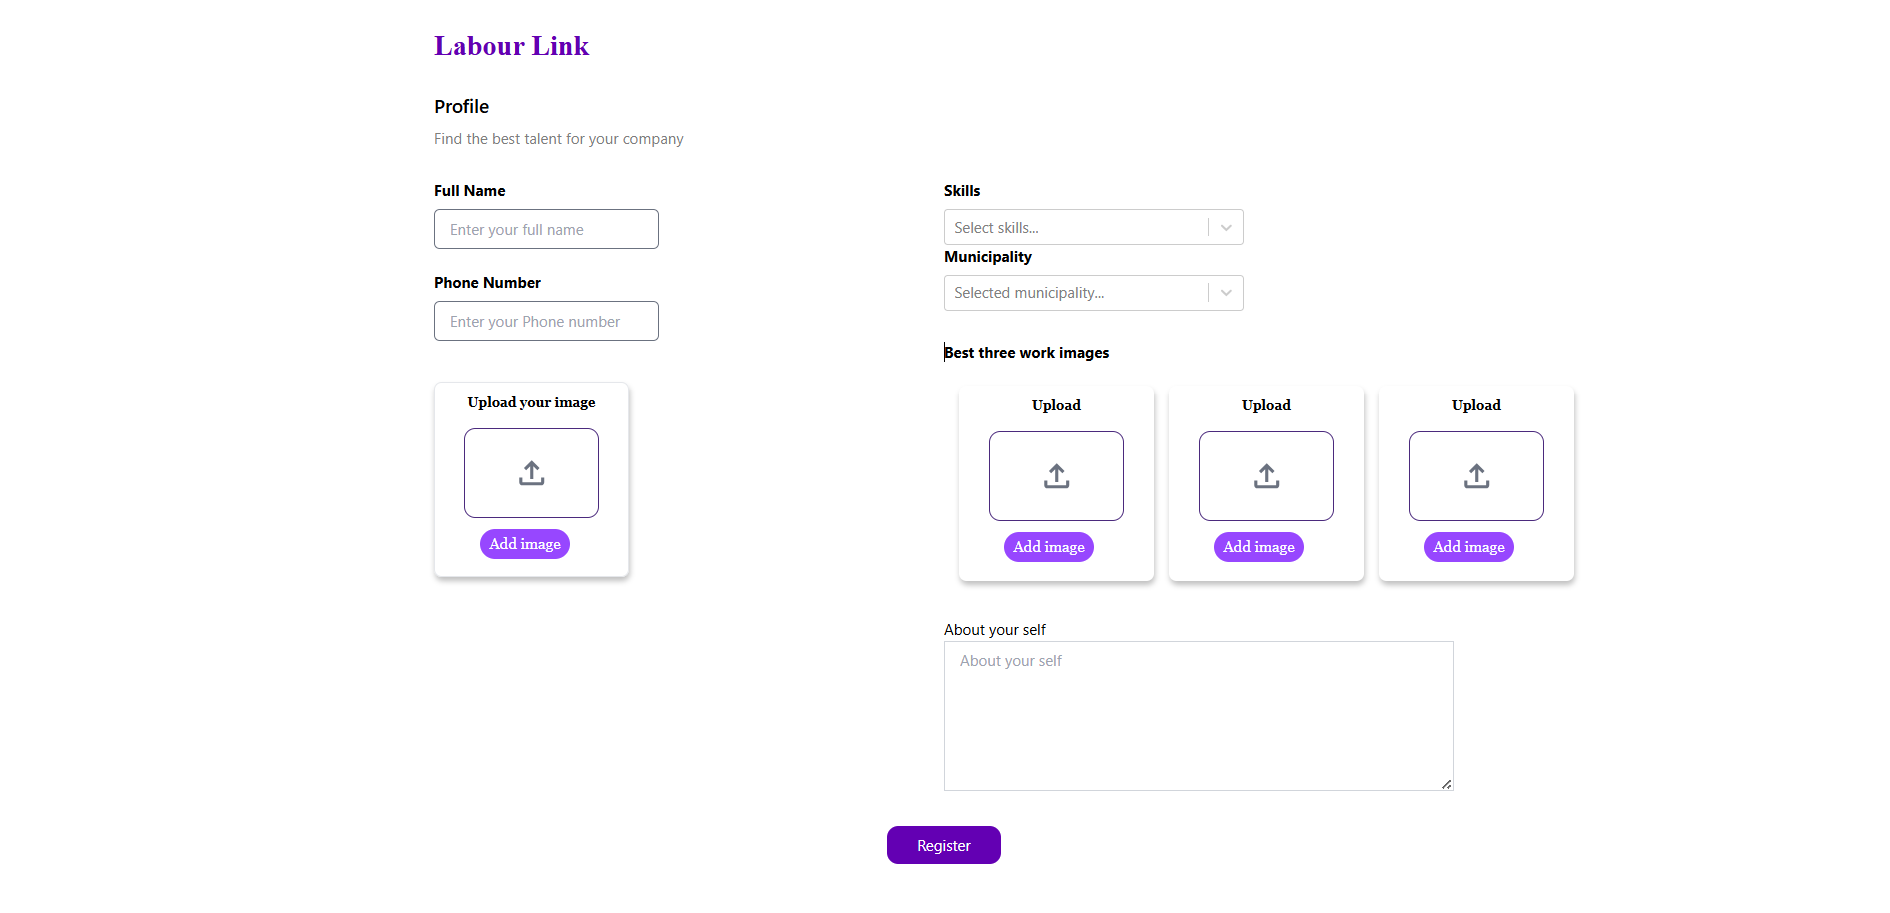 Labour Link
Profile
Find the best talent for your company
Full Name
Enter your full name
Phone Number
Enter your Phone number
Upload your image
Add image
Skills
Select skills...
Municipality
Selected municipality...
Best three work images
Upload Upload Upload
Add image Add image Add image
About your self
About your self
Register